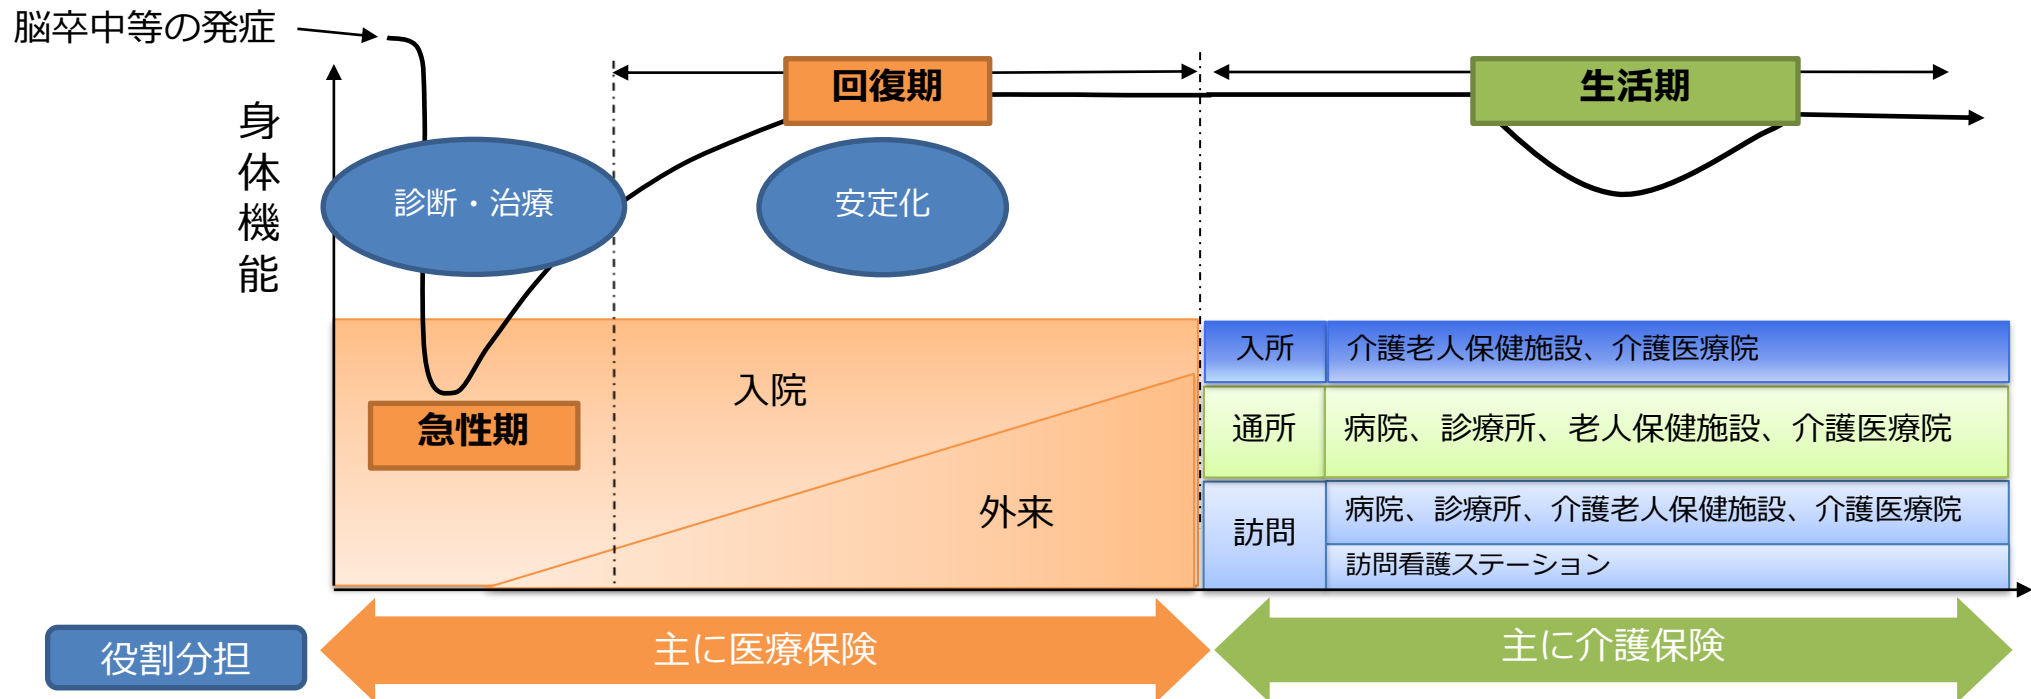 脳卒中等の発症
身体機能
回復期
生活期
診断・治療
安定化
入院
急性期
外来
入所 介護老人保健施設、介護医療院
通所 病院、診療所、老人保健施設、介護医療院
訪問 病院、診療所、介護老人保健施設、介護医療院
訪問看護ステーション
役割分担
主に医療保険
主に介護保険